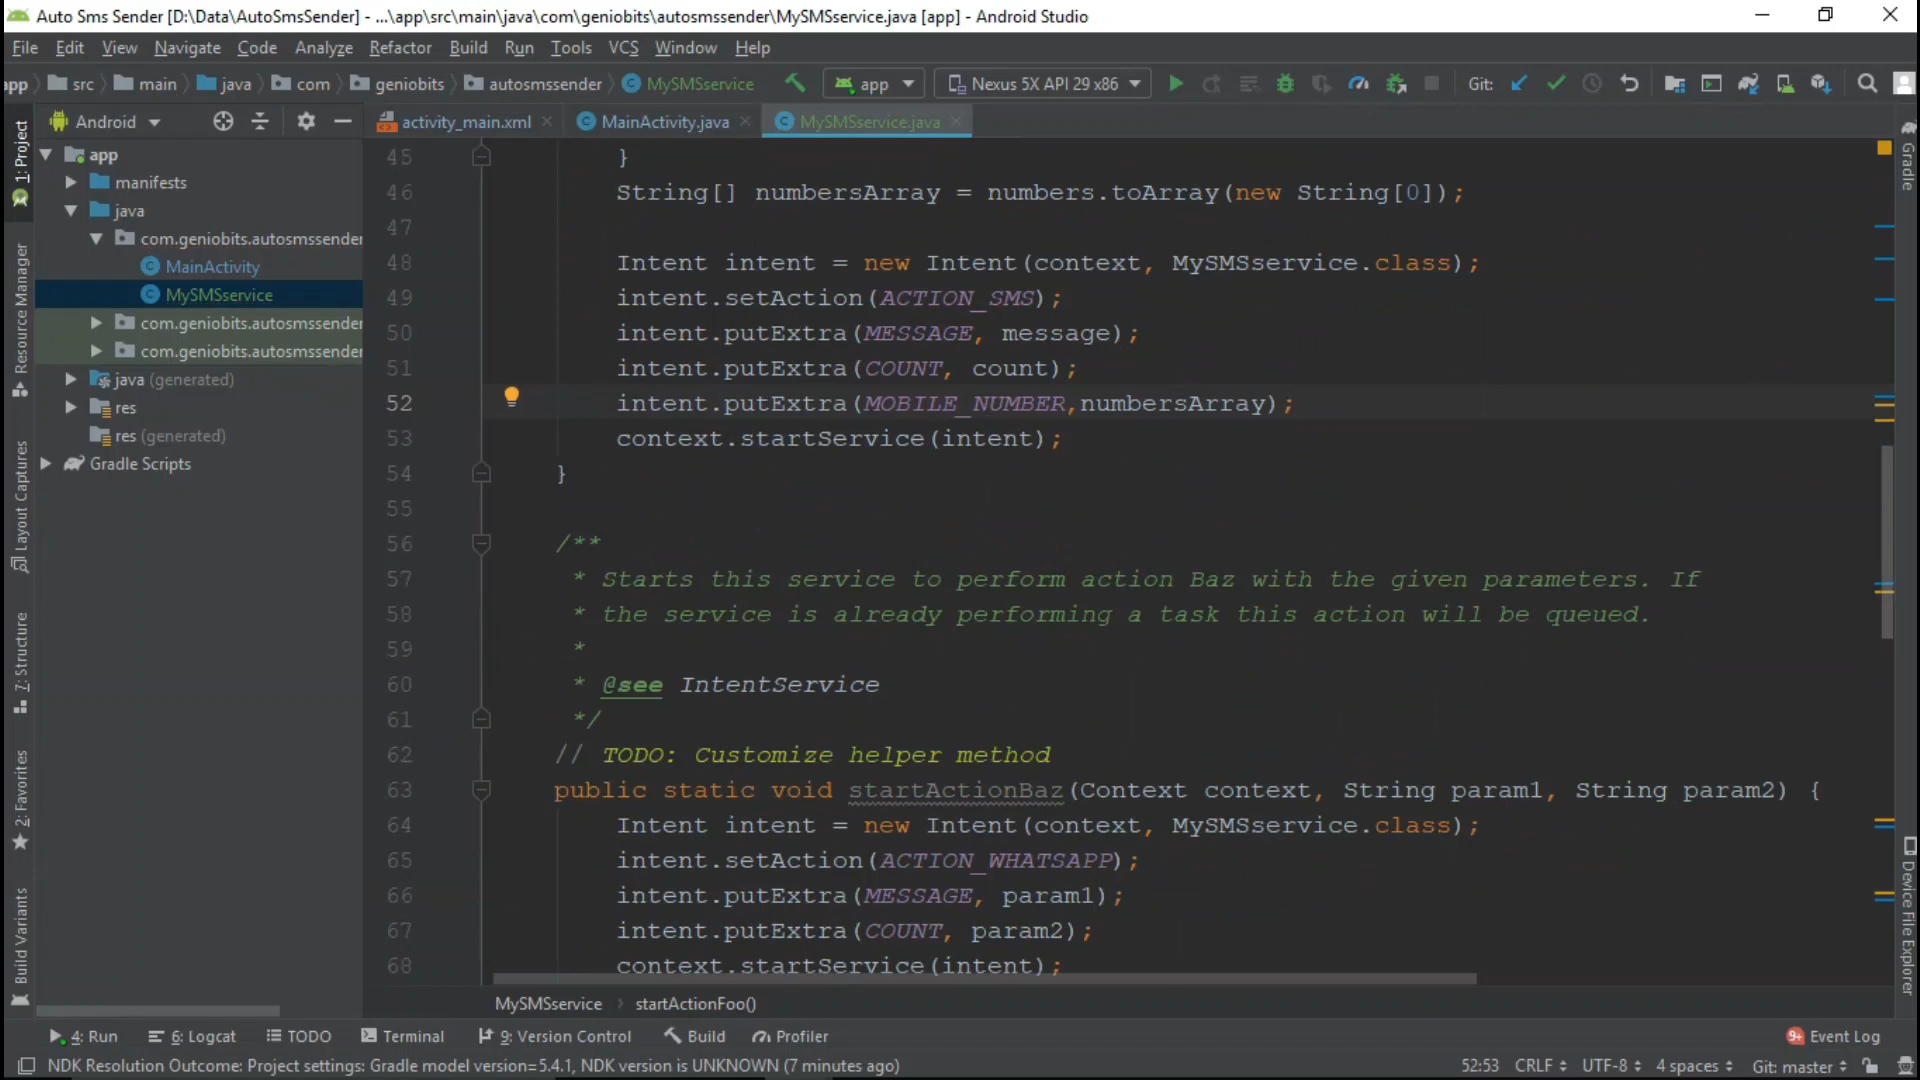 Auto Sms Sender [D:\Data\AutoSmsSender] - ...\app\src\main\java\com\geniobits\autosmssender\MySMSservice.java [app] - Android Studio
File Edit View Navigate Code Analyze Refactor Build Run Tools VCS Window Help
app src main java com geniobits autosmssender MySMSservice app Nexus 5X API 29 x86 Git:
Android
activity_main.xml MainActivity.java MySMSservice.java
1: Project
Resource Manager
Layout Captures
7: Structure
2: Favorites
Build Variants
app
manifests
java
com.geniobits.autosmssender
MainActivity
MySMSservice
com.geniobits.autosmssender
com.geniobits.autosmssender
java (generated)
res
res (generated)
Gradle Scripts
45 }
46 String[] numbersArray = numbers.toArray(new String[0]);
47
48 Intent intent = new Intent(context, MySMSservice.class);
49 intent.setAction(ACTION_SMS);
50 intent.putExtra(MESSAGE, message);
51 intent.putExtra(COUNT, count);
52 intent.putExtra(MOBILE_NUMBER,numbersArray);
53 context.startService(intent);
54 }
55
56 /**
57 * Starts this service to perform action Baz with the given parameters. If
58 * the service is already performing a task this action will be queued.
59 *
60 * @see IntentService
61 */
62 // TODO: Customize helper method
63 public static void startActionBaz(Context context, String param1, String param2) {
64 Intent intent = new Intent(context, MySMSservice.class);
65 intent.setAction(ACTION_WHATSAPP);
66 intent.putExtra(MESSAGE, param1);
67 intent.putExtra(COUNT, param2);
68 context.startService(intent);
Gradle
Device File Explorer
MySMSservice startActionFoo()
4: Run 6: Logcat TODO Terminal 9: Version Control Build Profiler 9+ Event Log
NDK Resolution Outcome: Project settings: Gradle model version=5.4.1, NDK version is UNKNOWN (7 minutes ago) 52:53 CRLF UTF-8 4 spaces Git: master